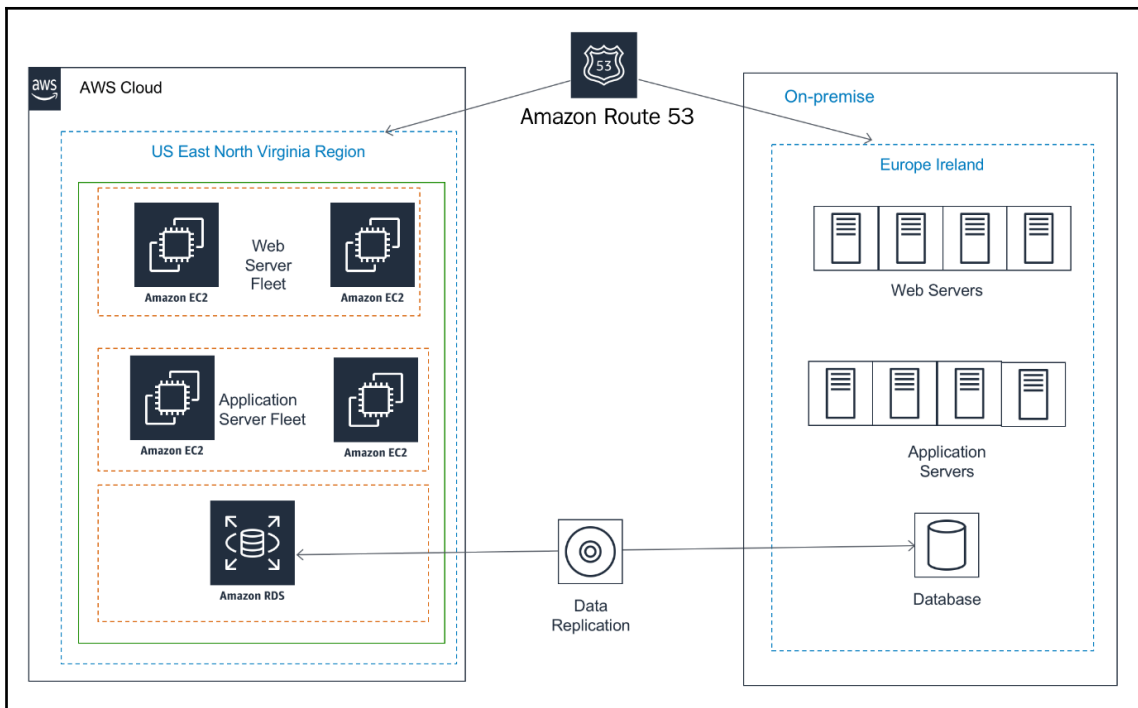 53
Amazon Route 53
aws
AWS Cloud
US East North Virginia Region
Amazon EC2
Web
Server
Fleet
Amazon EC2
Amazon EC2
Application
Server Fleet
Amazon EC2
Amazon RDS
Data
Replication
On-premise
Europe Ireland
Web Servers
Application
Servers
Database